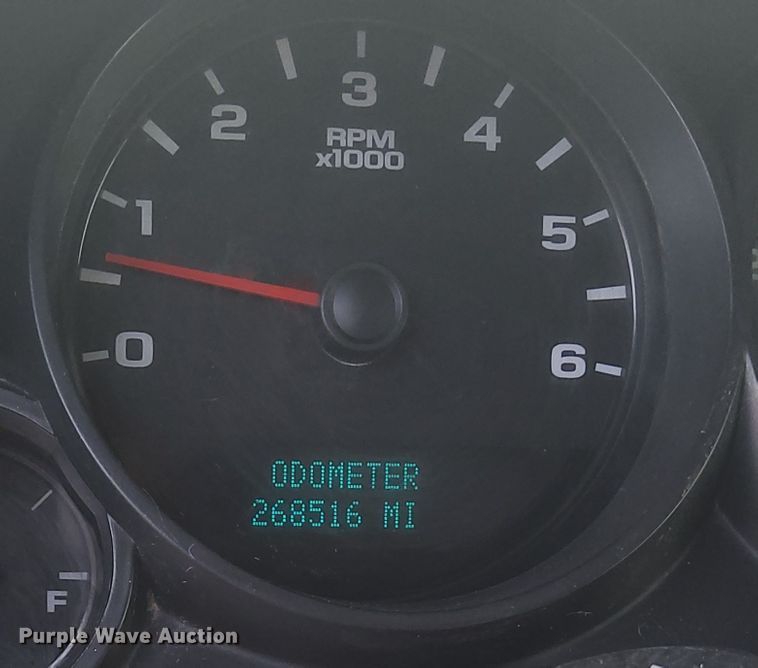 3
2
4
RPM
x1000
1
5
0
6
ODOMETER
268516 MI
F
Purple Wave Auction